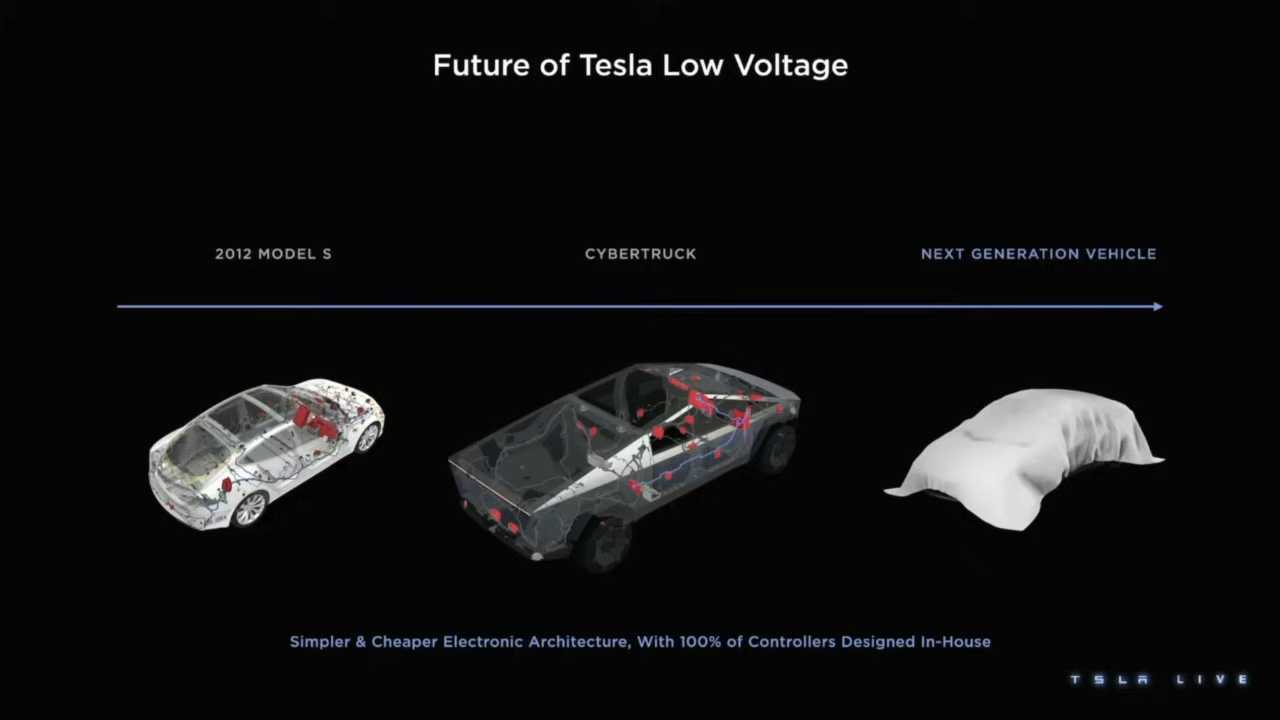 Future of Tesla Low Voltage
2012 MODEL S
CYBERTRUCK
NEXT GENERATION VEHICLE
Simpler & Cheaper Electronic Architecture, With 100% of Controllers Designed In-House
TSLA LIVE